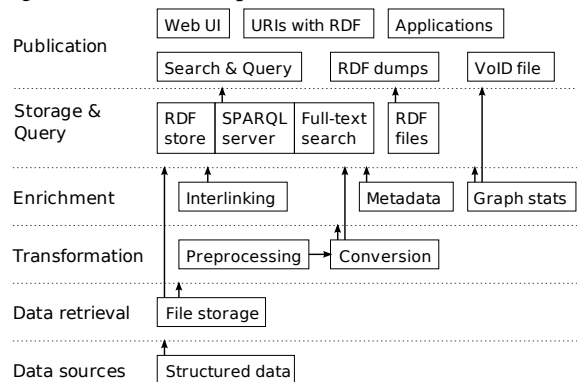 Publication
Web UI
URIs with RDF
Applications
Search & Query
RDF dumps
VoID file
Storage &
Query
RDF
store
SPARQL
server
Full-text
search
RDF
files
Enrichment
Interlinking
Metadata
Graph stats
Transformation
Preprocessing
Conversion
Data retrieval
File storage
Data sources
Structured data